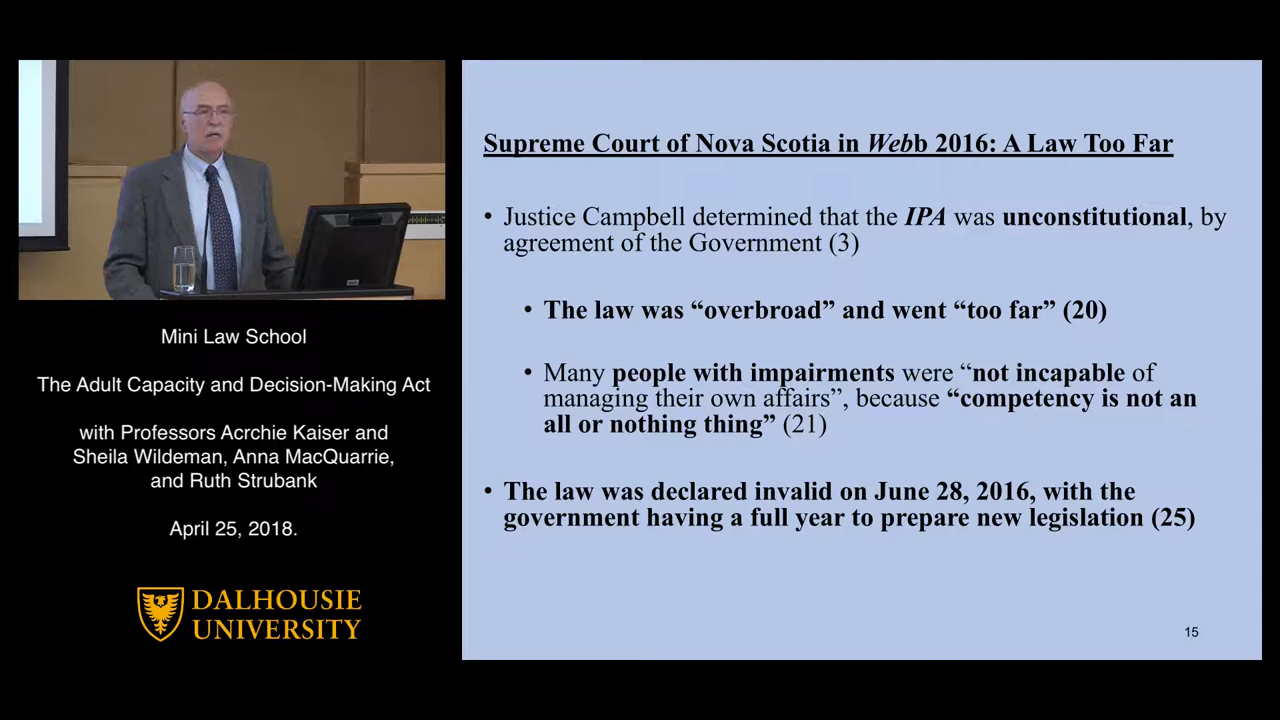 Mini Law School
The Adult Capacity and Decision-Making Act
with Professors Acrchie Kaiser and
Sheila Wildeman, Anna MacQuarrie,
and Ruth Strubank
April 25, 2018.
DALHOUSIE
UNIVERSITY
Supreme Court of Nova Scotia in Webb 2016: A Law Too Far
• Justice Campbell determined that the IPA was unconstitutional, by
agreement of the Government (3)
• The law was “overbroad” and went “too far” (20)
• Many people with impairments were “not incapable of
managing their own affairs”, because “competency is not an
all or nothing thing” (21)
• The law was declared invalid on June 28, 2016, with the
government having a full year to prepare new legislation (25)
15